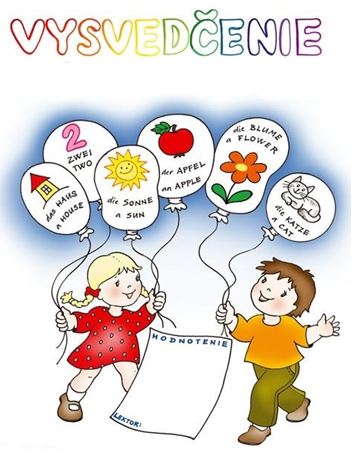 VYSVEDČENIE
2
ZWEI
TWO
der APFEL
an APPLE
die BLUME
a FLOWER
das HAUS
a HOUSE
die SONNE
a SUN
die KATZE
a CAT
HODNOTENIE
LEKTOR: